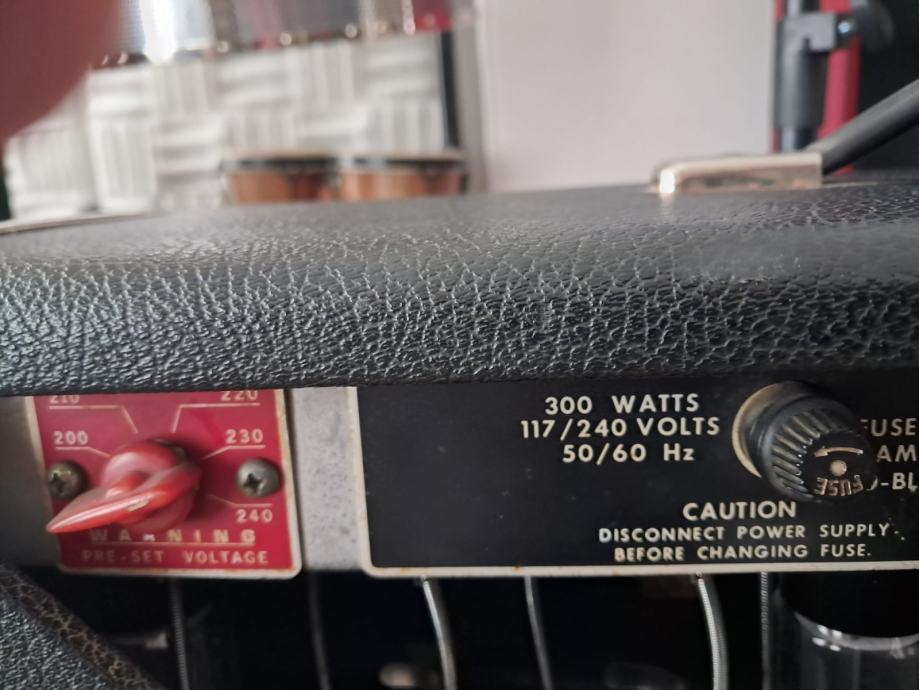 210 220
200 230
240
WARNING
PRE-SET VOLTAGE
300 WATTS
117/240 VOLTS
50/60 Hz
CAUTION
DISCONNECT POWER SUPPLY
BEFORE CHANGING FUSE.
FUSE
FUSE